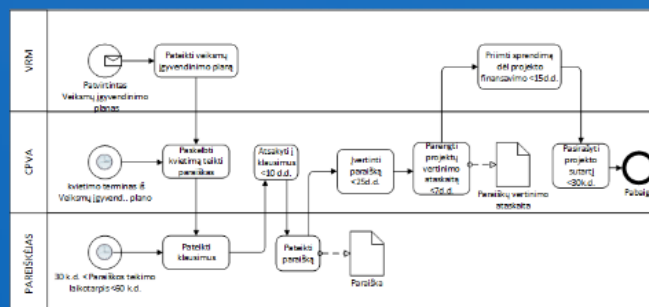 VRM
Patvirtintas
Veiksmų įgyvendinimo
planas
Pateikti veiksmų
įgyvendinimo planą
Priimti sprendimą
dėl projekto
finansavimo <15d.d.
CPVA
kvietimo terminas iš
Veiksmų įgyvend.. plano
Paskelbti
kvietimą teikti
paraiškas
Atsakyti į
klausimus
<10 d.d.
Įvertinti
paraišką
<25d.d.
Parengti
projektų
vertinimo
ataskaitą
<7d.d.
Paraiškų vertinimo
ataskaita
Pasirašyti
projekto
sutartį
<30k.d.
Pabaig
PAREIŠKĖJAS
30 k.d. <Paraiškos teikimo
laikotarpis <60 k.d.
Pateikti
klausimus
Pateikti
paraišką
Paraiška